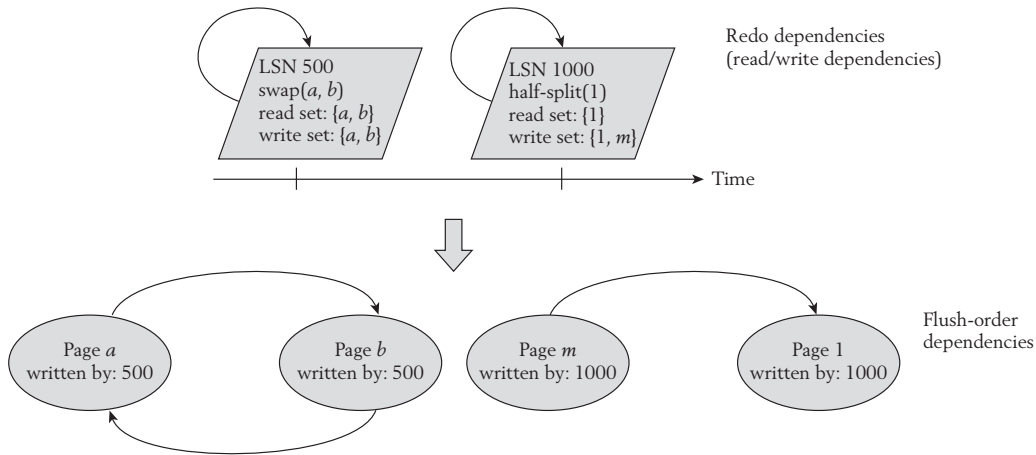 Redo dependencies
(read/write dependencies)
LSN 500
swap(a, b)
read set: {a, b}
write set: {a, b}
LSN 1000
half-split(1)
read set: {1}
write set: {1, m}
Time
Page a
written by: 500
Page b
written by: 500
Page m
written by: 1000
Page 1
written by: 1000
Flush-order
dependencies